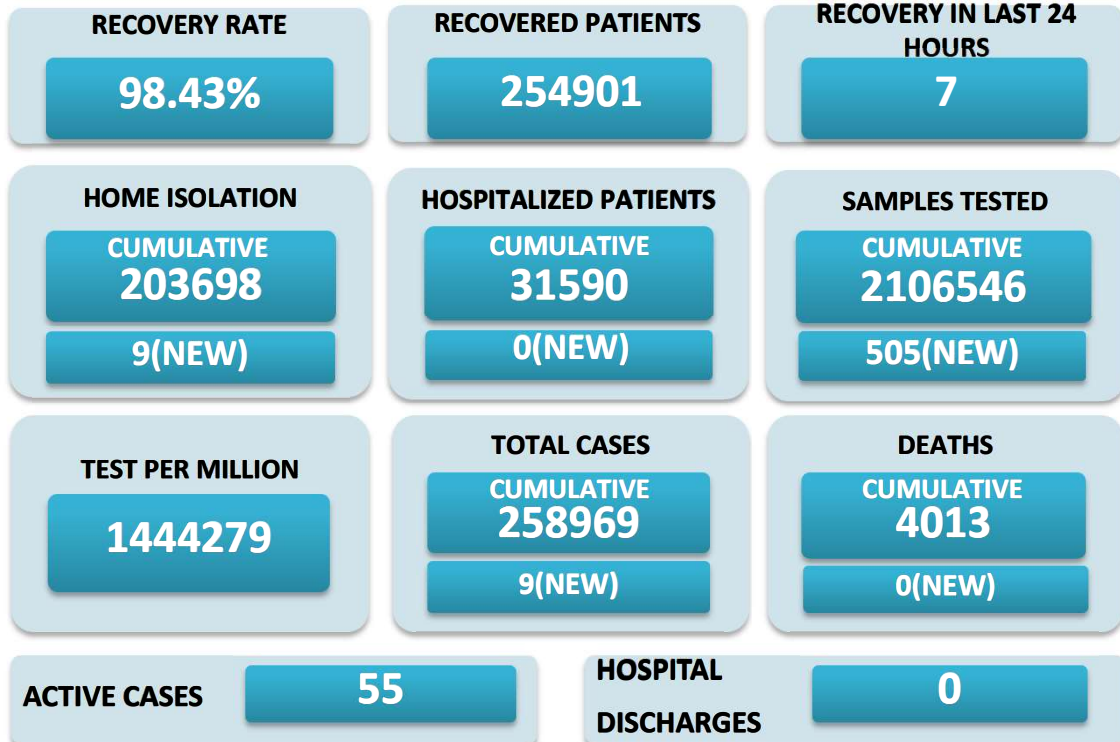 RECOVERY RATE
98.43%
RECOVERED PATIENTS
254901
RECOVERY IN LAST 24
HOURS
7
HOME ISOLATION
CUMULATIVE
203698
9(NEW)
HOSPITALIZED PATIENTS
CUMULATIVE
31590
0(NEW)
SAMPLES TESTED
CUMULATIVE
2106546
505(NEW)
TEST PER MILLION
1444279
TOTAL CASES
CUMULATIVE
258969
9(NEW)
DEATHS
CUMULATIVE
4013
0(NEW)
ACTIVE CASES
55
HOSPITAL
DISCHARGES
0